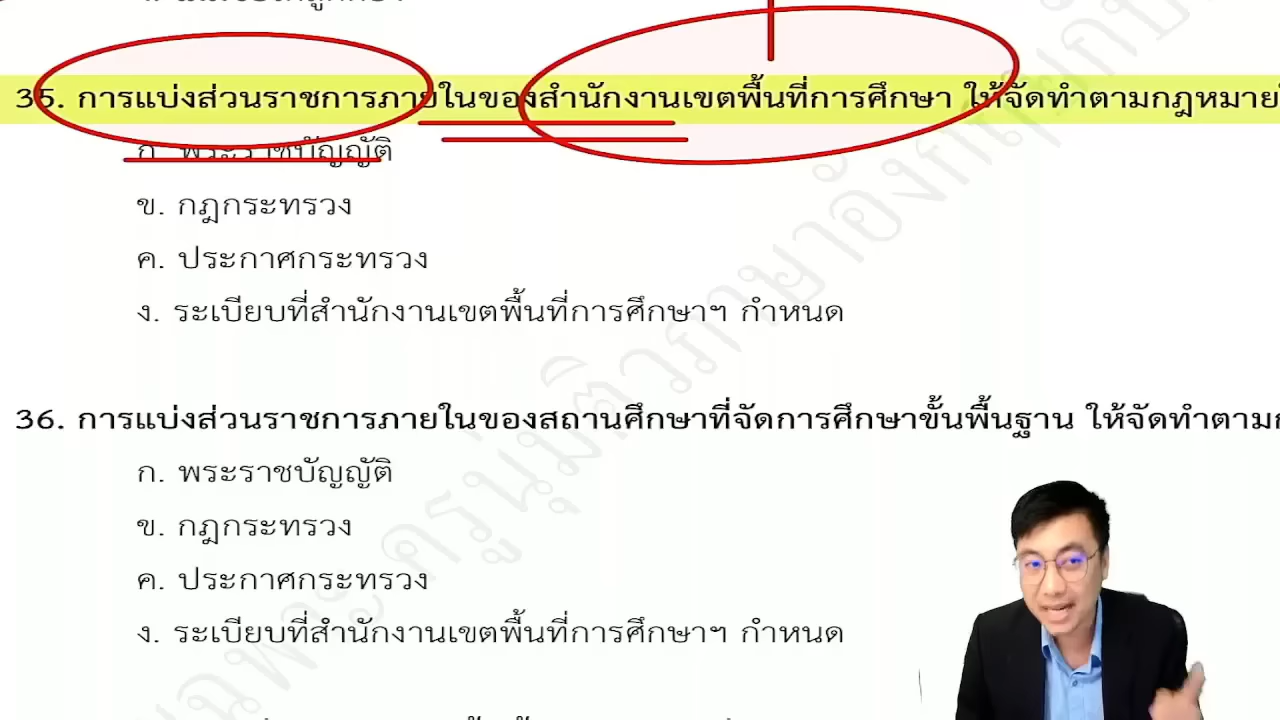 35. การแบ่งส่วนราชการภายในของสำนักงานเขตพื้นที่การศึกษา ให้จัดทำตามกฎหมาย
ก. พระราชบัญญัติ
ข. กฎกระทรวง
ค. ประกาศกระทรวง
ง. ระเบียบที่สำนักงานเขตพื้นที่การศึกษาฯ กำหนด
36. การแบ่งส่วนราชการภายในของสถานศึกษาที่จัดการศึกษาขั้นพื้นฐาน ให้จัดทำตาม
ก. พระราชบัญญัติ
ข. กฎกระทรวง
ค. ประกาศกระทรวง
ง. ระเบียบที่สำนักงานเขตพื้นที่การศึกษาฯ กำหนด